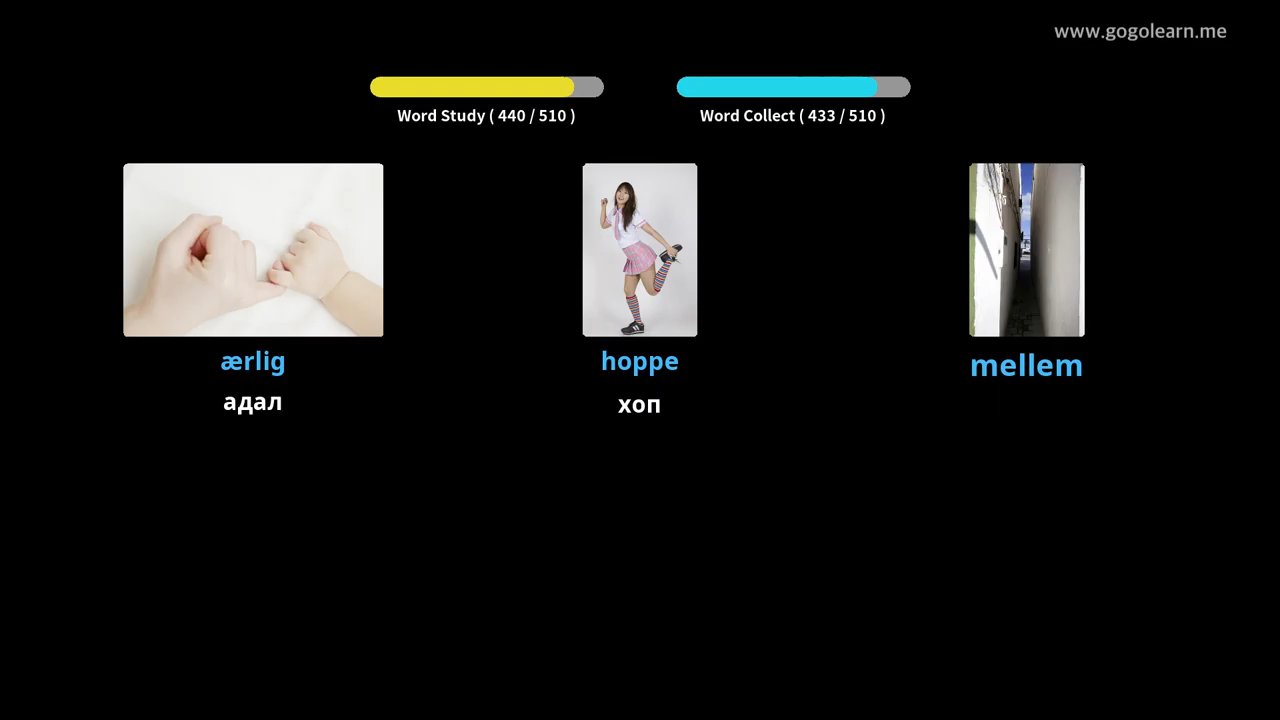 www.gogolearn.me
Word Study ( 440 / 510 )
Word Collect ( 433 / 510 )
ærlig
hoppe
mellem
адал
хоп